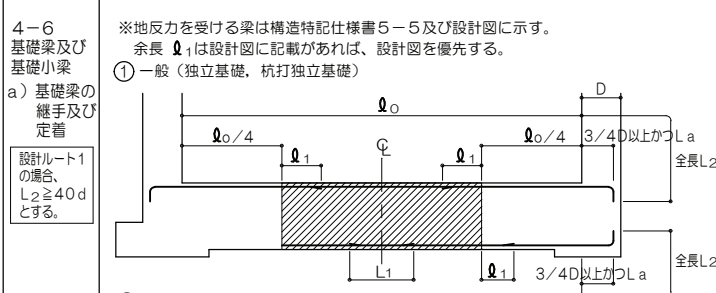 4-6
基礎梁及び
基礎小梁
a）基礎梁の
継手及び
定着
設計ルート1
の場合、
L2≧40d
とする。
※地反力を受ける梁は構造特記仕様書5-5及び設計図に示す。
余長 ℓ1は設計図に記載があれば、設計図を優先する。
① 一般（独立基礎，杭打独立基礎）
ℓ0
D
ℓ0/4
ℓ0/4
3/4D以上かつLa
ℓ1
℄
ℓ1
全長L2
L1
ℓ1
3/4D以上かつLa
全長L2